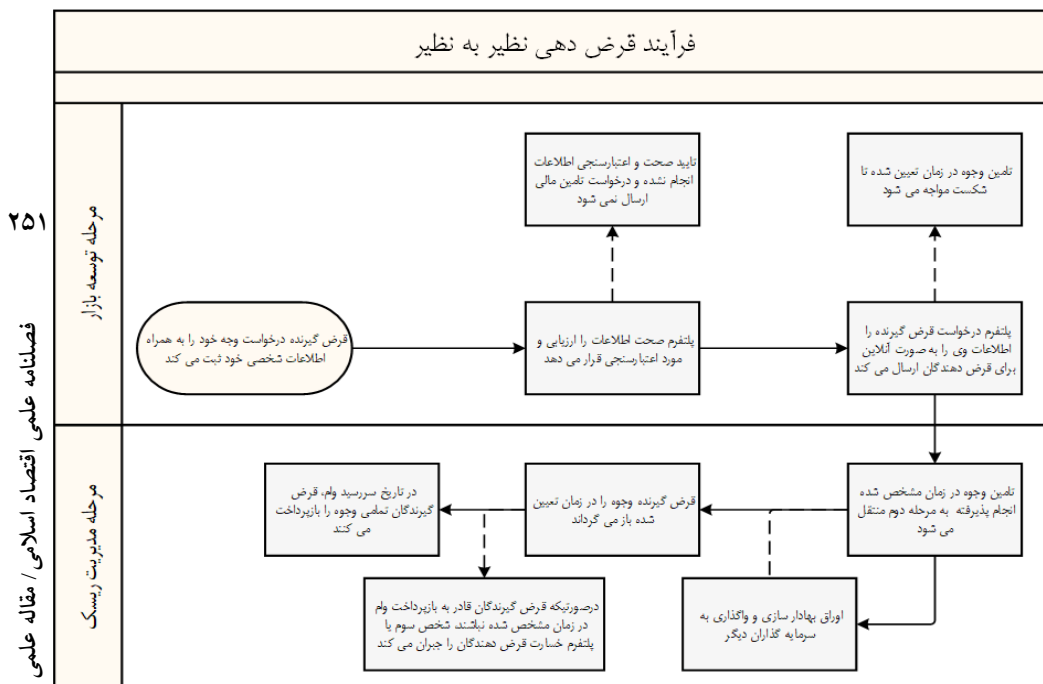 فرآیند قرض دهی نظیر به نظیر
مرحله توسعه بازار
قرض گیرنده درخواست وجه خود را به همراه
اطلاعات شخصی خود ثبت می کند
تایید صحت و اعتبارسنجی اطلاعات
انجام نشده و درخواست تامین مالی
ارسال نمی شود
پلتفرم صحت اطلاعات را ارزیابی و
مورد اعتبارسنجی قرار می دهد
تامین وجوه در زمان تعیین شده تا
شکست مواجه می شود
پلتفرم درخواست قرض گیرنده را
اطلاعات وی را به صورت آنلاین
برای قرض دهندگان ارسال می کند
مرحله مدیریت ریسک
تامین وجوه در زمان مشخص شده
انجام پذیرفته به مرحله دوم منتقل
می شود
اوراق بهادار سازی و واگذاری به
سرمایه گذاران دیگر
قرض گیرنده وجوه را در زمان تعیین
شده باز می گرداند
در تاریخ سررسید وام، قرض
گیرندگان تمامی وجوه را بازپرداخت
می کنند
درصورتیکه قرض گیرندگان قادر به بازپرداخت وام
در زمان مشخص شده نباشند، شخص سوم یا
پلتفرم خسارت قرض دهندگان را جبران می کند
۲۵۱
فصلنامه علمی اقتصاد اسلامی / مقاله علمی